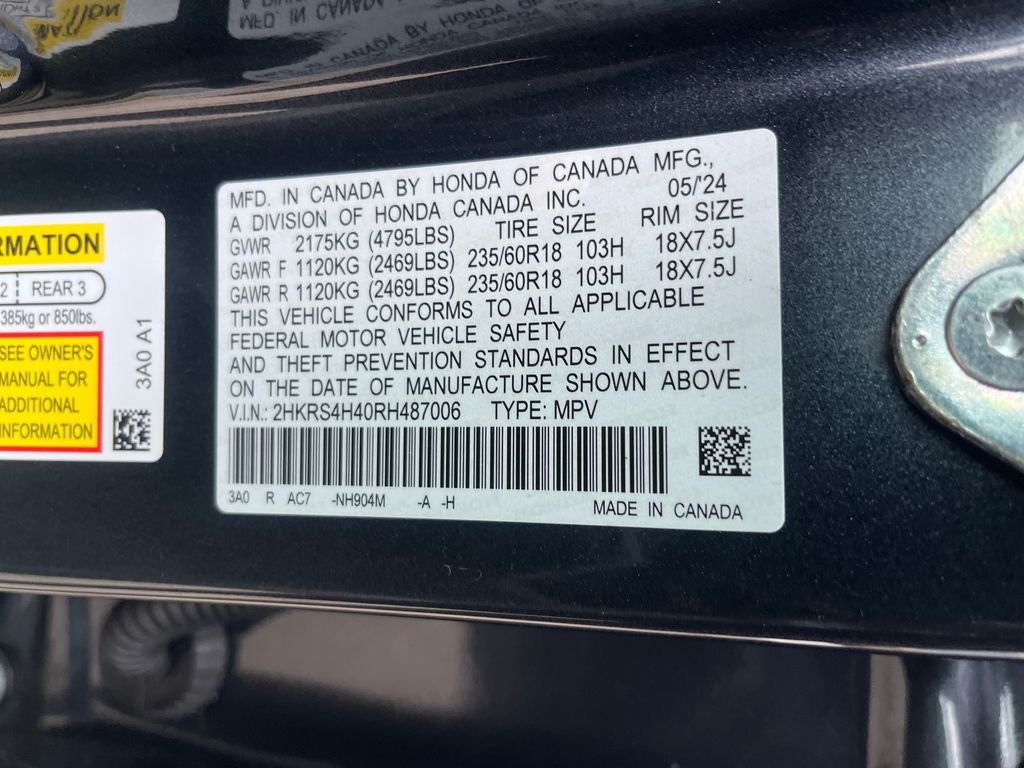 RMATION
2 REAR 3
385kg or 850lbs.
SEE OWNER'S
MANUAL FOR
ADDITIONAL
INFORMATION
3A0 A1
MFD. IN CANADA BY HONDA OF CANADA MFG.,
A DIVISION OF HONDA CANADA INC. 05/'24
GVWR 2175KG (4795LBS) TIRE SIZE RIM SIZE
GAWR F 1120KG (2469LBS) 235/60R18 103H 18X7.5J
GAWR R 1120KG (2469LBS) 235/60R18 103H 18X7.5J
THIS VEHICLE CONFORMS TO ALL APPLICABLE
FEDERAL MOTOR VEHICLE SAFETY
AND THEFT PREVENTION STANDARDS IN EFFECT
ON THE DATE OF MANUFACTURE SHOWN ABOVE.
V.I.N.: 2HKRS4H40RH487006 TYPE: MPV
3A0 R AC7 -NH904M -A -H MADE IN CANADA